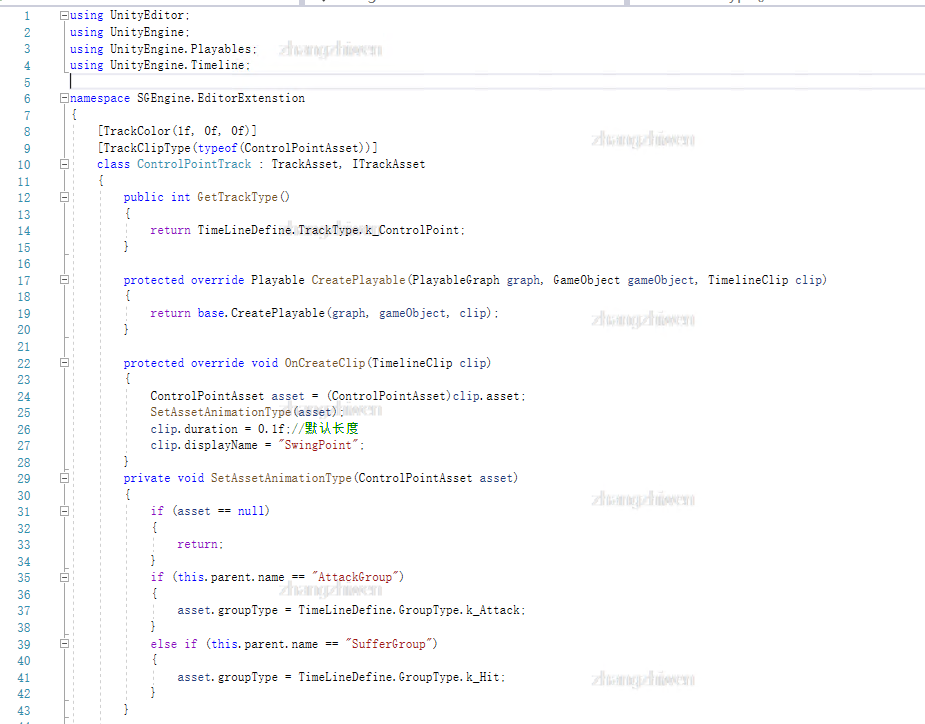 1 using UnityEditor;
2 using UnityEngine;
3 using UnityEngine.Playables;
4 using UnityEngine.Timeline;
5
6 namespace SGEngine.EditorExtenstion
7 {
8 [TrackColor(1f, 0f, 0f)]
9 [TrackClipType(typeof(ControlPointAsset))]
10 class ControlPointTrack : TrackAsset, ITrackAsset
11 {
12 public int GetTrackType()
13 {
14 return TimeLineDefine.TrackType.k_ControlPoint;
15 }
16
17 protected override Playable CreatePlayable(PlayableGraph graph, GameObject gameObject, TimelineClip clip)
18 {
19 return base.CreatePlayable(graph, gameObject, clip);
20 }
21
22 protected override void OnCreateClip(TimelineClip clip)
23 {
24 ControlPointAsset asset = (ControlPointAsset)clip.asset;
25 SetAssetAnimationType(asset);
26 clip.duration = 0.1f;//默认长度
27 clip.displayName = "SwingPoint";
28 }
29 private void SetAssetAnimationType(ControlPointAsset asset)
30 {
31 if (asset == null)
32 {
33 return;
34 }
35 if (this.parent.name == "AttackGroup")
36 {
37 asset.groupType = TimeLineDefine.GroupType.k_Attack;
38 }
39 else if (this.parent.name == "SufferGroup")
40 {
41 asset.groupType = TimeLineDefine.GroupType.k_Hit;
42 }
43 }